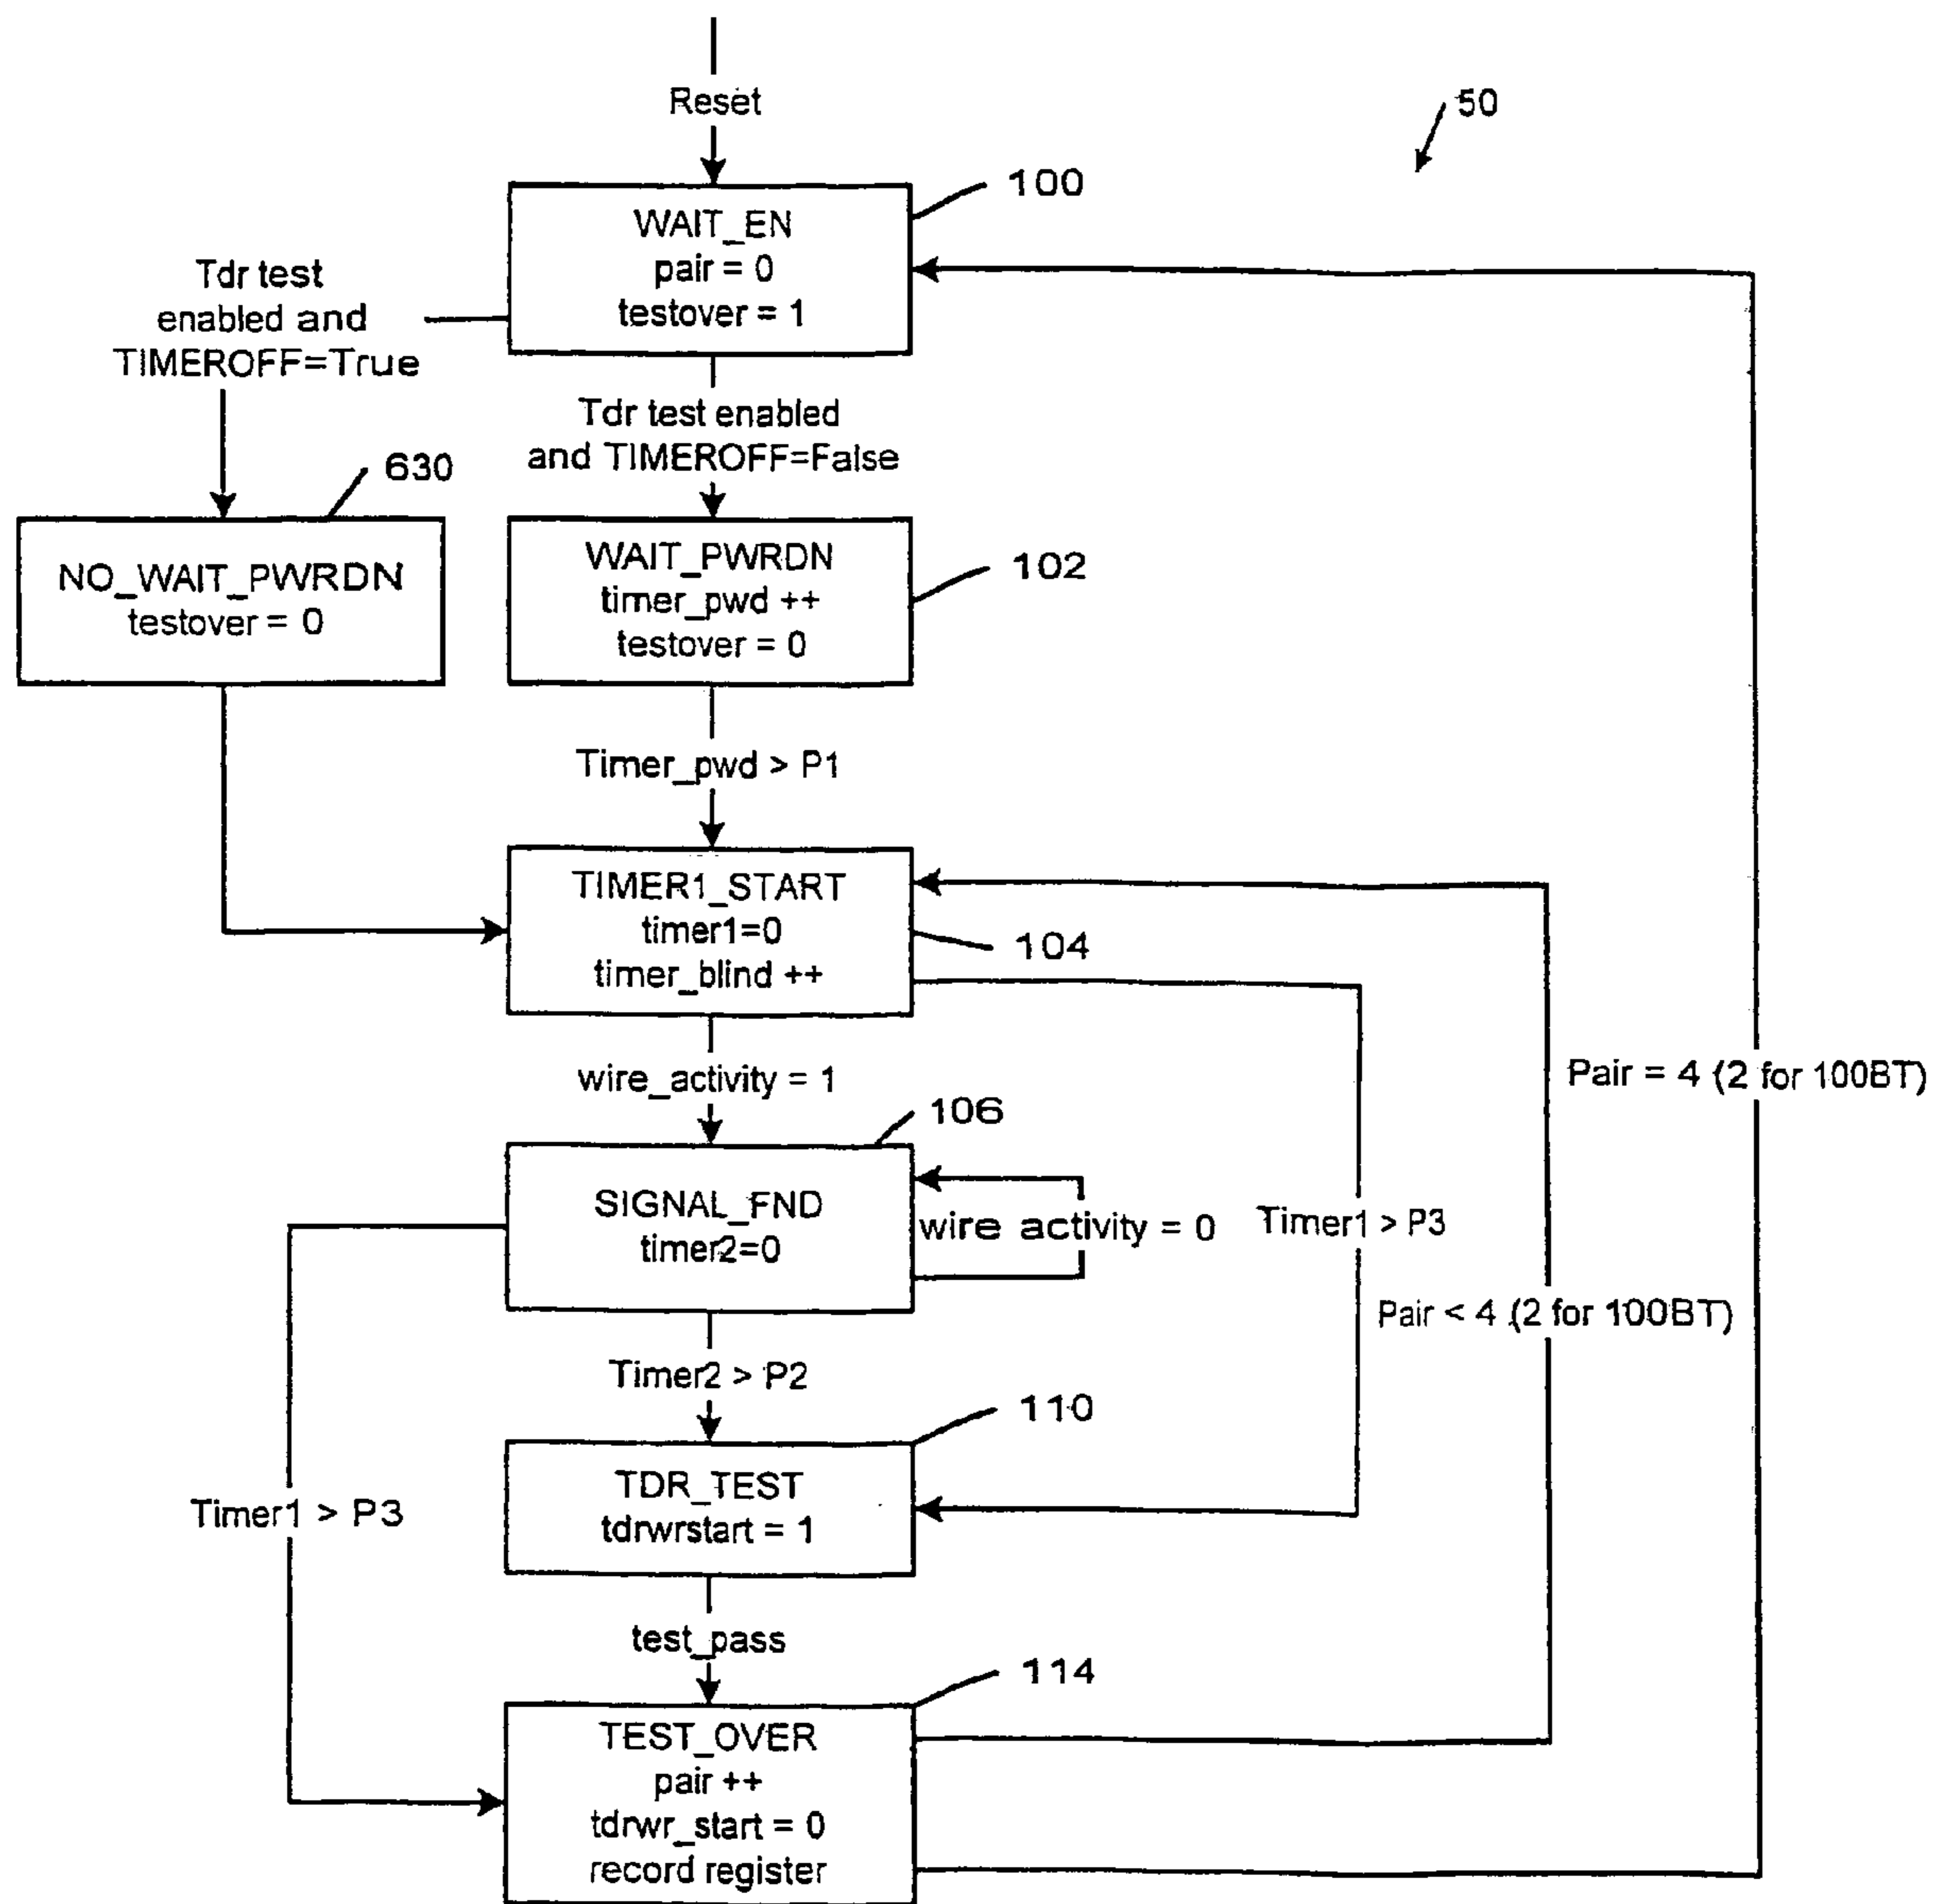 Reset
50
100
WAIT_EN
pair = 0
testover = 1
Tdr test
enabled and
TIMEROFF=True
Tdr test enabled
and TIMEROFF=False
630
NO_WAIT_PWRDN
testover = 0
WAIT_PWRDN
timer_pwd ++
testover = 0
102
Timer_pwd > P1
TIMER1_START
timer1=0
timer_blind ++
104
wire_activity = 1
Pair = 4 (2 for 100BT)
106
SIGNAL_FND
timer2=0
wire activity = 0
Timer1 > P3
Pair < 4 (2 for 100BT)
Timer2 > P2
110
TDR_TEST
tdrwrstart = 1
Timer1 > P3
test_pass
114
TEST_OVER
pair ++
tdrwr_start = 0
record register